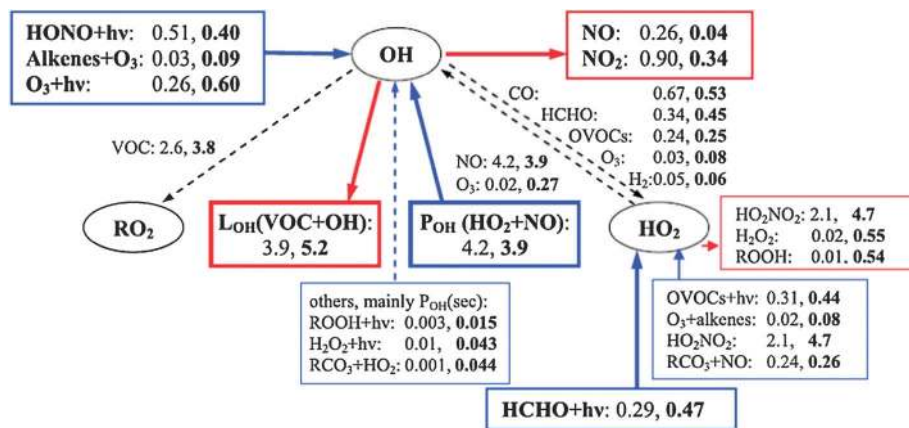 HONO+hν: 0.51, 0.40
Alkenes+O₃: 0.03, 0.09
O₃+hν: 0.26, 0.60
OH
NO: 0.26, 0.04
NO₂: 0.90, 0.34
CO: 0.67, 0.53
HCHO: 0.34, 0.45
OVOCs: 0.24, 0.25
O₃: 0.03, 0.08
H₂:0.05, 0.06
VOC: 2.6, 3.8
NO: 4.2, 3.9
O₃: 0.02, 0.27
RO₂
L_OH(VOC+OH):
3.9, 5.2
P_OH (HO₂+NO):
4.2, 3.9
HO₂
HO₂NO₂: 2.1, 4.7
H₂O₂: 0.02, 0.55
ROOH: 0.01, 0.54
others, mainly P_OH(sec):
ROOH+hν: 0.003, 0.015
H₂O₂+hν: 0.01, 0.043
RCO₃+HO₂: 0.001, 0.044
OVOCs+hν: 0.31, 0.44
O₃+alkenes: 0.02, 0.08
HO₂NO₂: 2.1, 4.7
RCO₃+NO: 0.24, 0.26
HCHO+hν: 0.29, 0.47